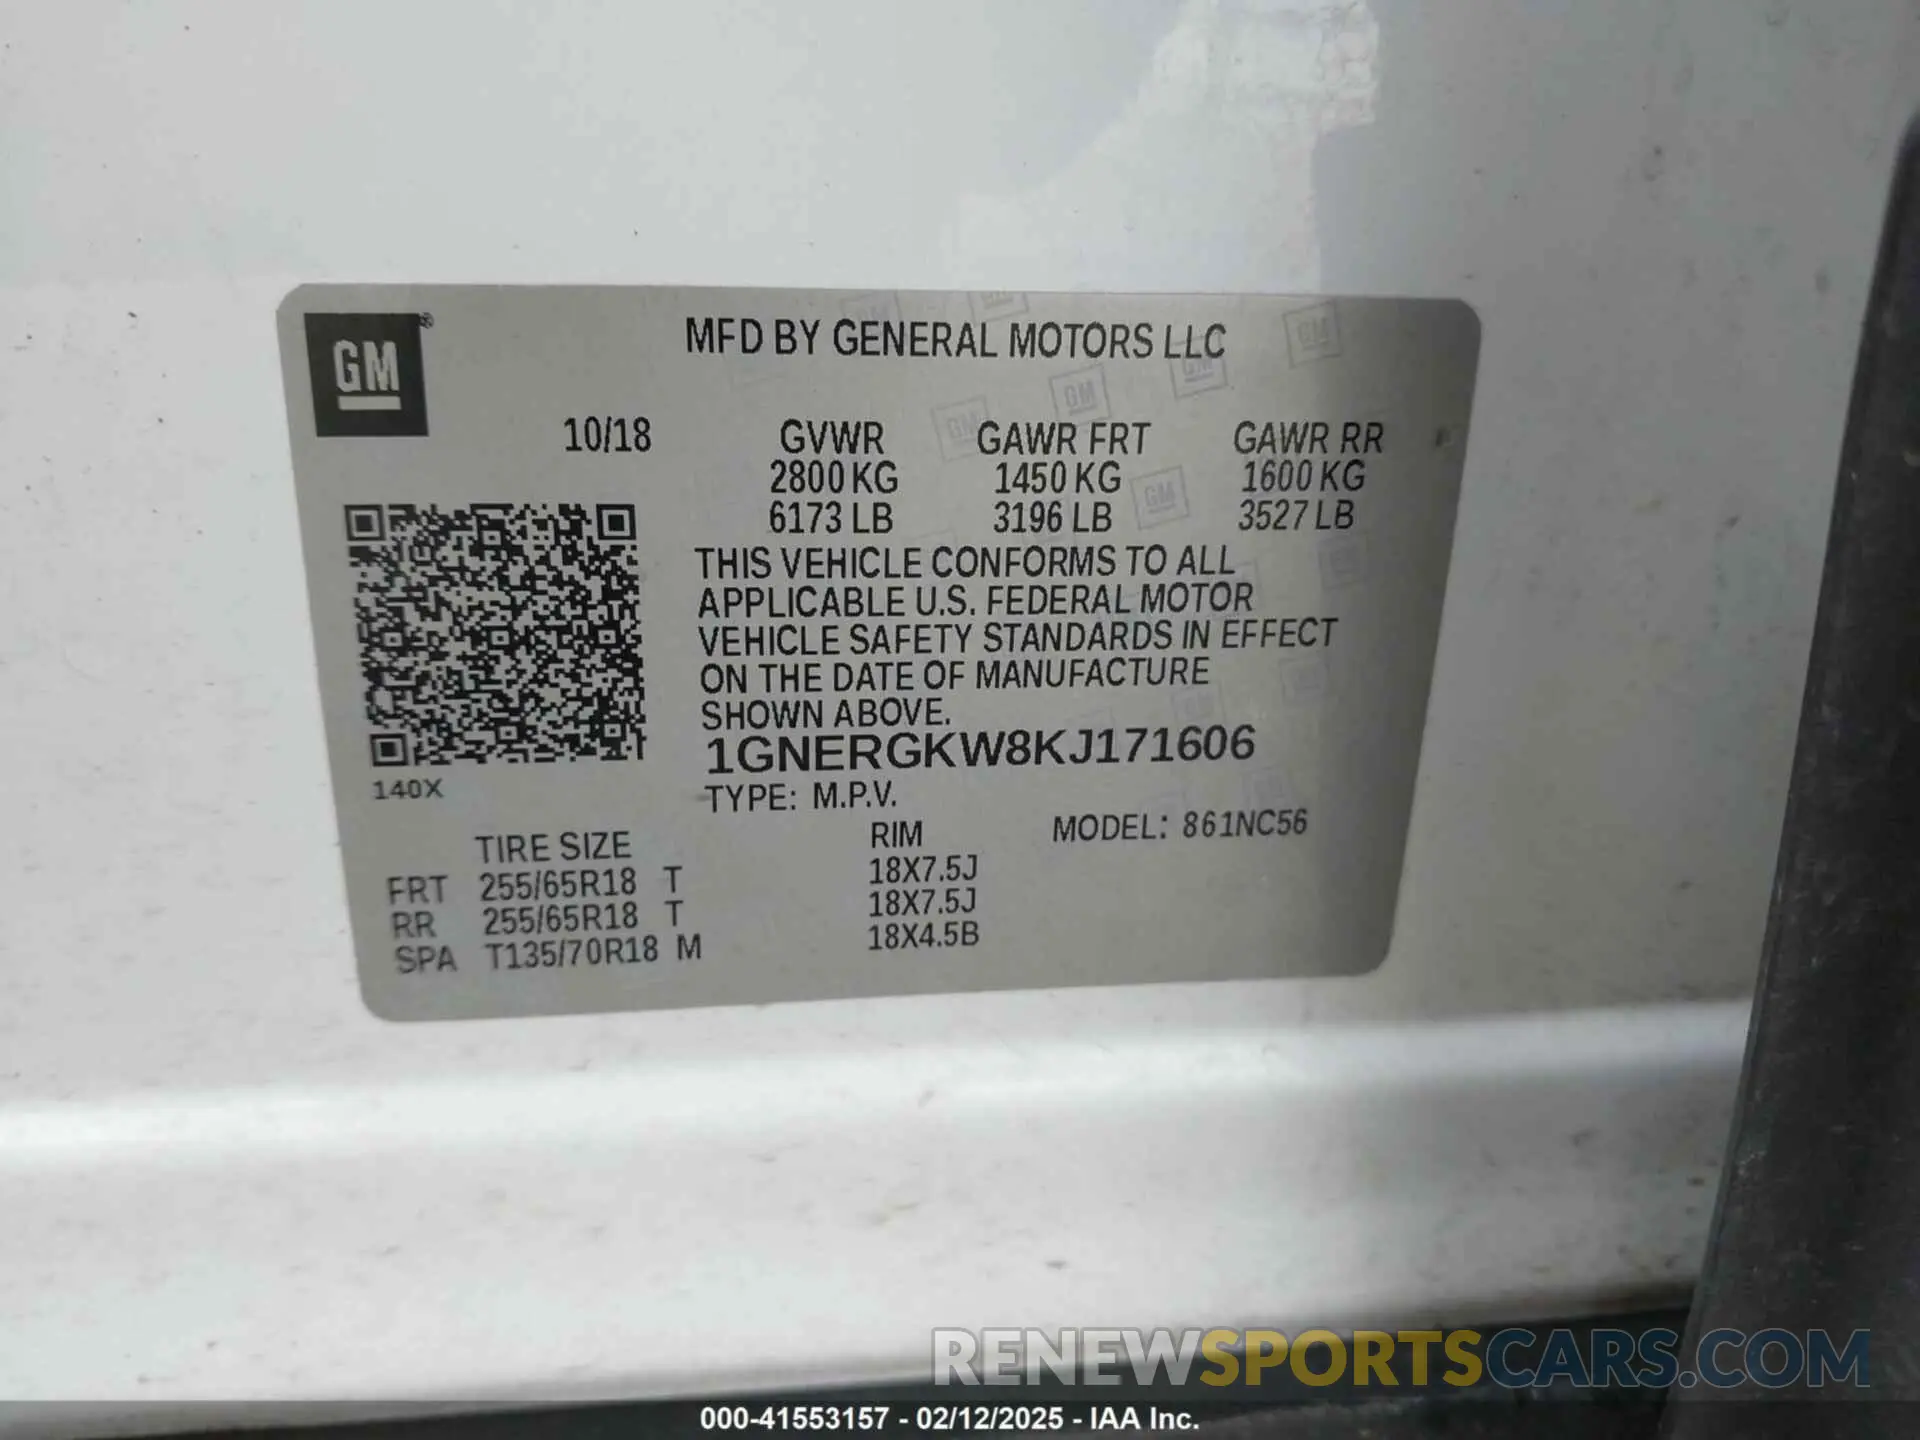 GM®
MFD BY GENERAL MOTORS LLC
10/18 GVWR GAWR FRT GAWR RR
2800 KG 1450 KG 1600 KG
6173 LB 3196 LB 3527 LB
THIS VEHICLE CONFORMS TO ALL
APPLICABLE U.S. FEDERAL MOTOR
VEHICLE SAFETY STANDARDS IN EFFECT
ON THE DATE OF MANUFACTURE
SHOWN ABOVE.
1GNERGKW8KJ171606
140X
TYPE: M.P.V.
TIRE SIZE RIM MODEL: 861NC56
FRT 255/65R18 T 18X7.5J
RR 255/65R18 T 18X7.5J
SPA T135/70R18 M 18X4.5B
RENEWSPORTSCARS.COM
000-41553157 - 02/12/2025 - IAA Inc.